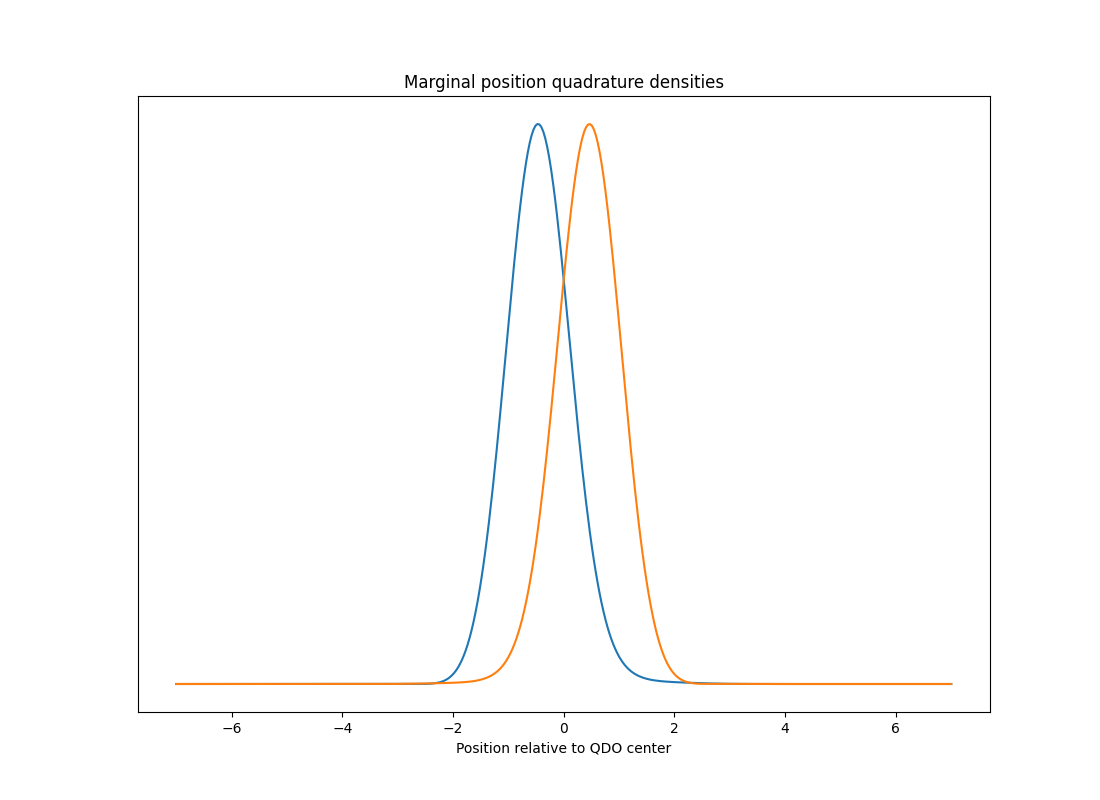 Marginal position quadrature densities
−6 −4 −2 0 2 4 6
Position relative to QDO center